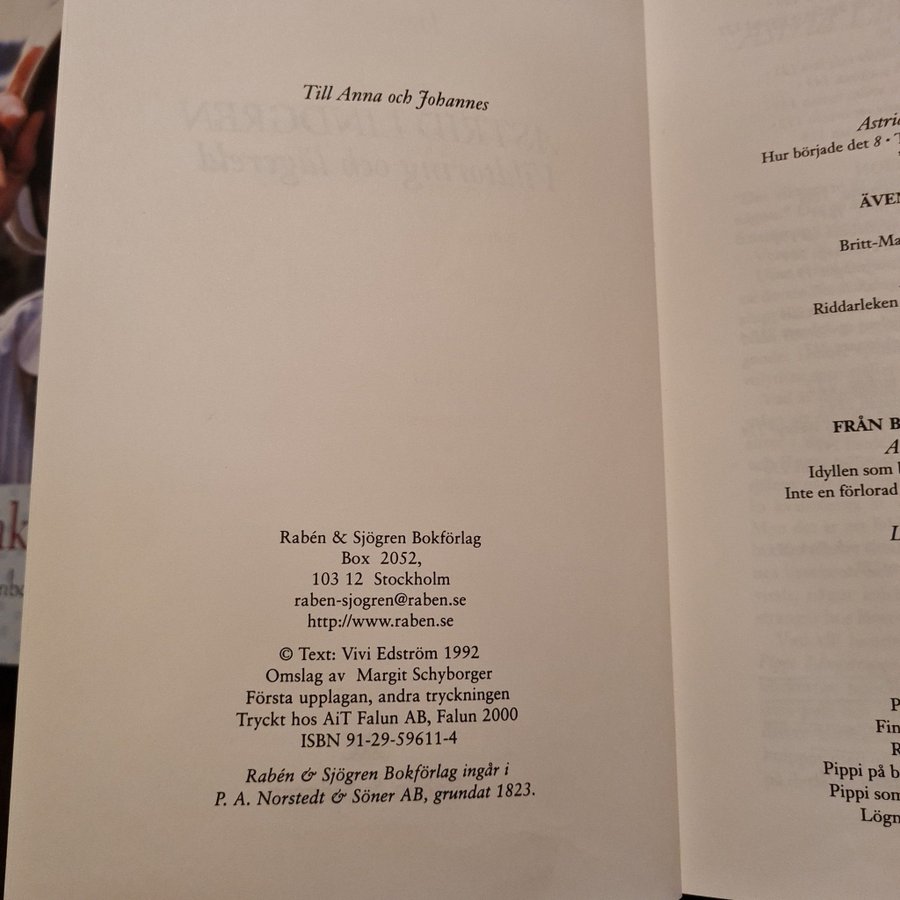 Till Anna och Johannes
Rabén & Sjögren Bokförlag
Box 2052,
103 12 Stockholm
raben-sjogren@raben.se
http://www.raben.se
© Text: Vivi Edström 1992
Omslag av Margit Schyborger
Första upplagan, andra tryckningen
Tryckt hos AiT Falun AB, Falun 2000
ISBN 91-29-59611-4
Rabén & Sjögren Bokförlag ingår i
P. A. Norstedt & Söner AB, grundat 1823.
Hur började det 8 •
Riddarleken
FRÅN
Idyllen som
Inte en förlorad
Pippi på
Pippi